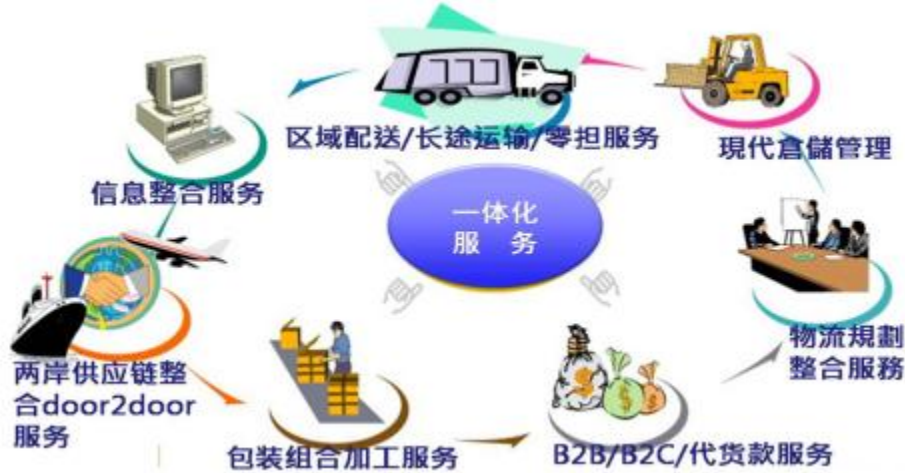 区域配送/长途运输/零担服务
現代倉儲管理
信息整合服务
一体化
服 务
物流規劃
整合服務
两岸供应链整
合door2door
服务
包装组合加工服务
B2B/B2C/代货款服务